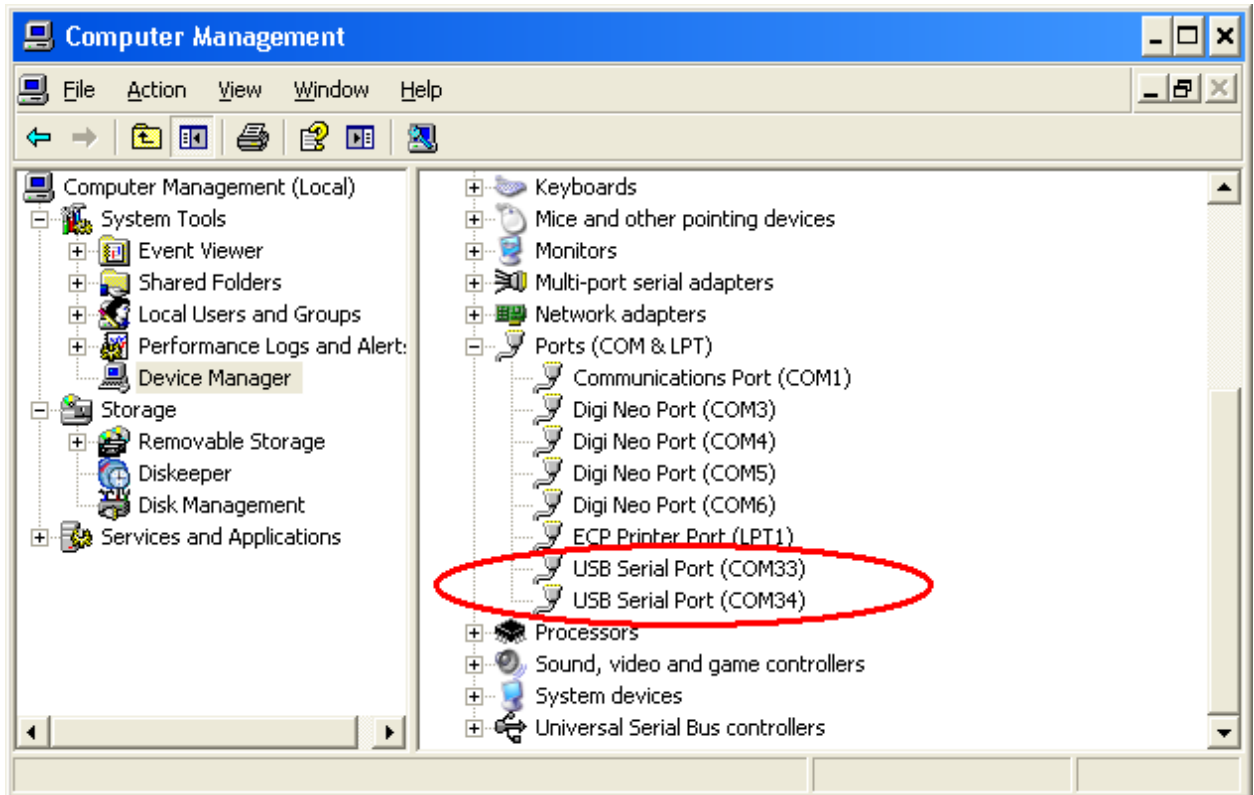 Computer Management
File Action View Window Help
Computer Management (Local)
System Tools
Event Viewer
Shared Folders
Local Users and Groups
Performance Logs and Alert
Device Manager
Storage
Removable Storage
Diskeeper
Disk Management
Services and Applications
Keyboards
Mice and other pointing devices
Monitors
Multi-port serial adapters
Network adapters
Ports (COM & LPT)
Communications Port (COM1)
Digi Neo Port (COM3)
Digi Neo Port (COM4)
Digi Neo Port (COM5)
Digi Neo Port (COM6)
ECP Printer Port (LPT1)
USB Serial Port (COM33)
USB Serial Port (COM34)
Processors
Sound, video and game controllers
System devices
Universal Serial Bus controllers